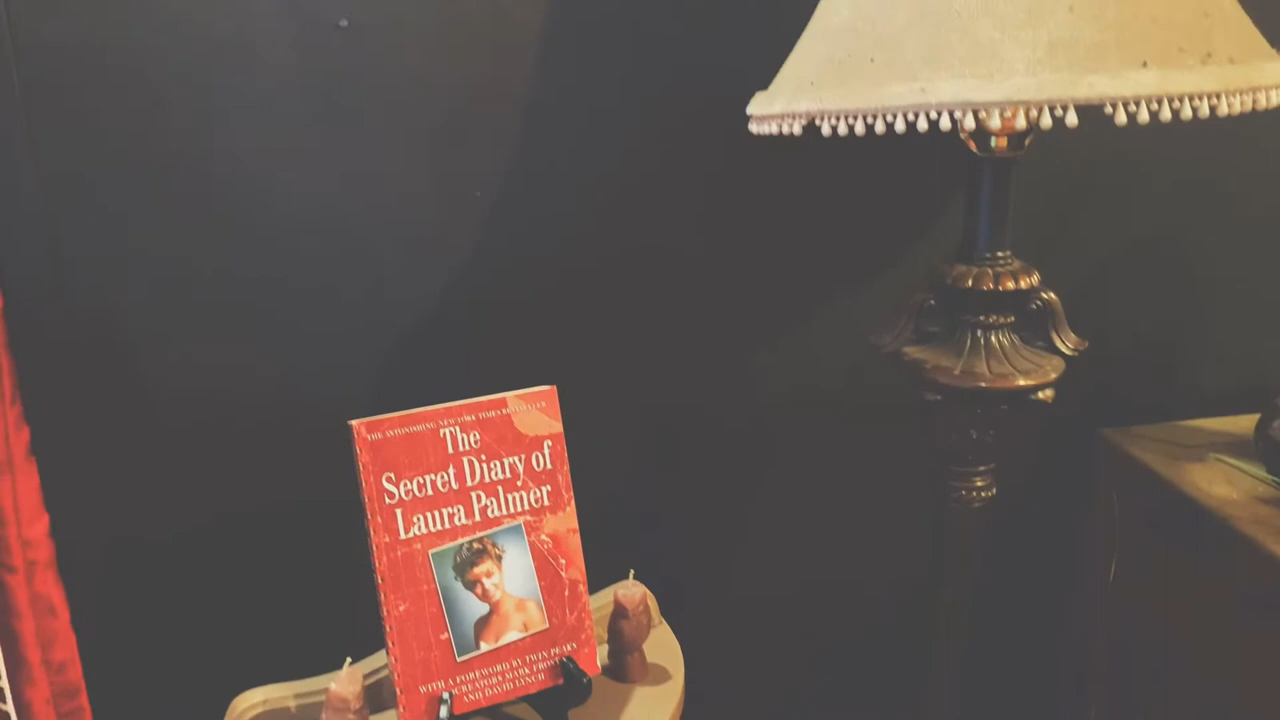 THE ASTONISHING NEW YORK TIMES BESTSELLER
The
Secret Diary of
Laura Palmer
WITH A FOREWORD BY TWIN PEAKS
COCREATORS MARK FROST
AND DAVID LYNCH